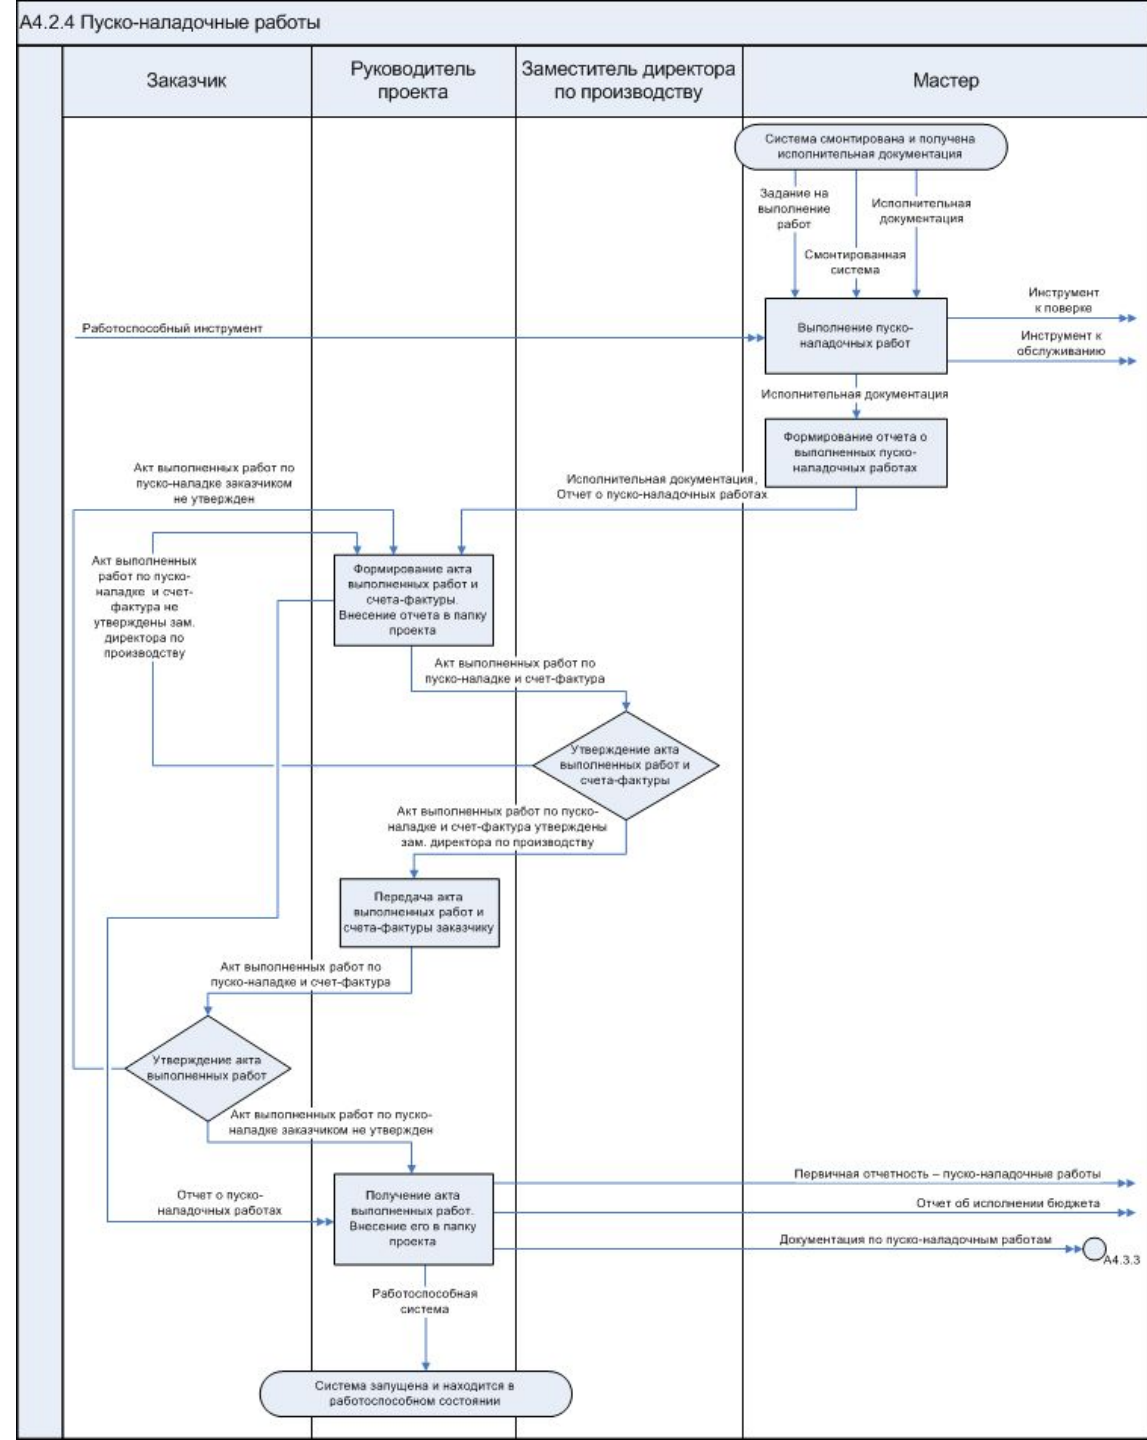 А4.2.4 Пуско-наладочные работы
Заказчик
Руководитель
проекта
Заместитель директора
по производству)
Мастер
Система смонтирована и получена
исполнительная документация
Задание на
выполнение
работ
Исполнительная
документация
Смонтированная
система
Инструмент
к поверке
Работоспособный инструмент
Выполнение пуско-
наладочных работ
Инструмент к
обслуживанию
Исполнительная документация
Формирование отчета о
выполненных пуско-
наладочных работах
Акт выполненных работ по
пуско-наладке заказчиком
не утвержден
Исполнительная документация,
Отчет о пуско-наладочных работах
Акт выполненных
работ по пуско-
наладке и счет-
фактура не
утверждены зам.
директора по
производству
Формирование акта
выполненных работ и
счета-фактуры.
Внесение отчета в папку
проекта
Акт выполненных работ по
пуско-наладке и счет-фактура
Утверждение акта
выполненных работ и
счета-фактуры
Акт выполненных работ по пуско-
наладке и счет-фактура утверждены
зам. директора по производству
Передача акта
выполненных работ и
счета-фактуры заказчику
Акт выполненных работ по
пуско-наладке и счет-фактура
Утверждение акта
выполненных работ
Акт выполненных работ по пуско-
наладке заказчиком не утвержден
Отчет о пуско-
наладочных работах
Получение акта
выполненных работ.
Внесение его в папку
проекта
Первичная отчетность – пуско-наладочные работы
Отчет об исполнении бюджета
Документация по пуско-наладочным работам
А4.3.3
Работоспособная
система
Система запущена и находится в
работоспособном состоянии